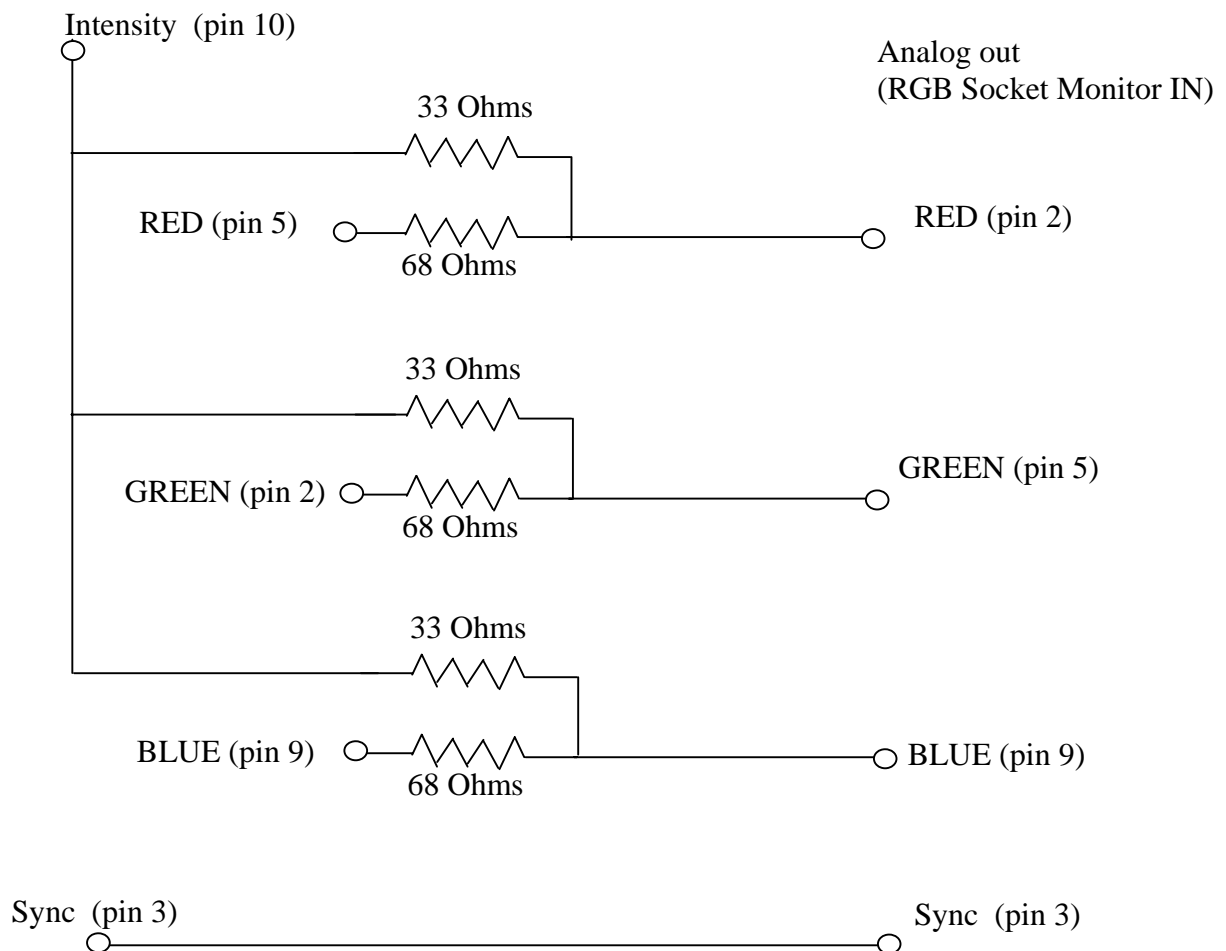 Intensity (pin 10)
Analog out
(RGB Socket Monitor IN)
33 Ohms
RED (pin 5)
RED (pin 2)
68 Ohms
33 Ohms
GREEN (pin 5)
GREEN (pin 2)
68 Ohms
33 Ohms
BLUE (pin 9)
BLUE (pin 9)
68 Ohms
Sync (pin 3)
Sync (pin 3)